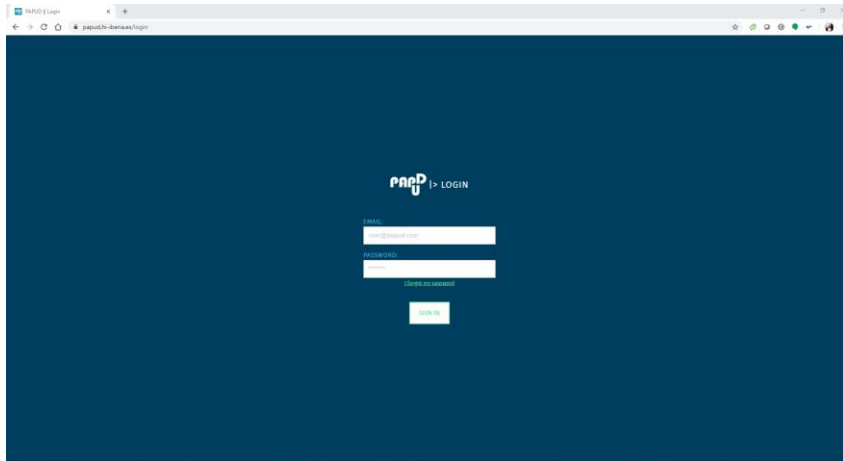 PAPUD || Login
papud.hi-iberia.es/login
PAPUD |> LOGIN
EMAIL:
user@papud.com
PASSWORD:
******
I forgot my password
SIGN IN